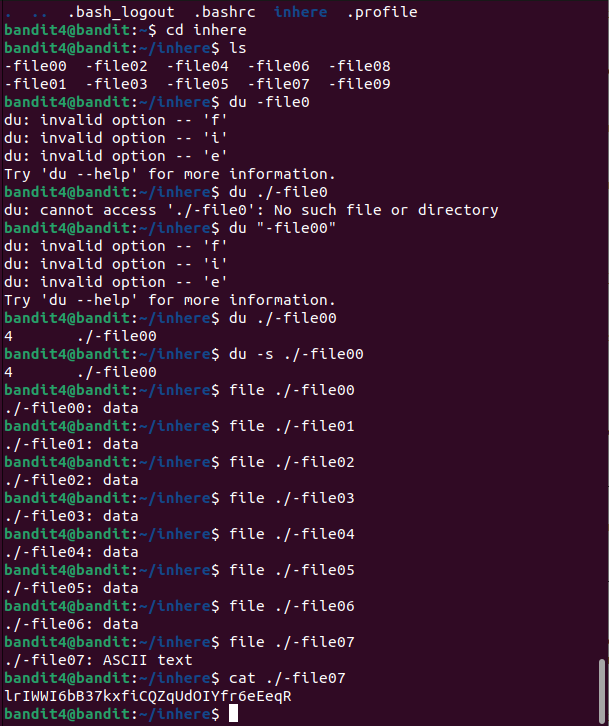 .  ..  .bash_logout  .bashrc  inhere  .profile
bandit4@bandit:~$ cd inhere
bandit4@bandit:~/inhere$ ls
-file00  -file02  -file04  -file06  -file08
-file01  -file03  -file05  -file07  -file09
bandit4@bandit:~/inhere$ du -file0
du: invalid option -- 'f'
du: invalid option -- 'i'
du: invalid option -- 'e'
Try 'du --help' for more information.
bandit4@bandit:~/inhere$ du ./-file0
du: cannot access './-file0': No such file or directory
bandit4@bandit:~/inhere$ du "-file00"
du: invalid option -- 'f'
du: invalid option -- 'i'
du: invalid option -- 'e'
Try 'du --help' for more information.
bandit4@bandit:~/inhere$ du ./-file00
4       ./-file00
bandit4@bandit:~/inhere$ du -s ./-file00
4       ./-file00
bandit4@bandit:~/inhere$ file ./-file00
./-file00: data
bandit4@bandit:~/inhere$ file ./-file01
./-file01: data
bandit4@bandit:~/inhere$ file ./-file02
./-file02: data
bandit4@bandit:~/inhere$ file ./-file03
./-file03: data
bandit4@bandit:~/inhere$ file ./-file04
./-file04: data
bandit4@bandit:~/inhere$ file ./-file05
./-file05: data
bandit4@bandit:~/inhere$ file ./-file06
./-file06: data
bandit4@bandit:~/inhere$ file ./-file07
./-file07: ASCII text
bandit4@bandit:~/inhere$ cat ./-file07
lrIWWI6bB37kxfiCQZqUdOIYfr6eEeqR
bandit4@bandit:~/inhere$